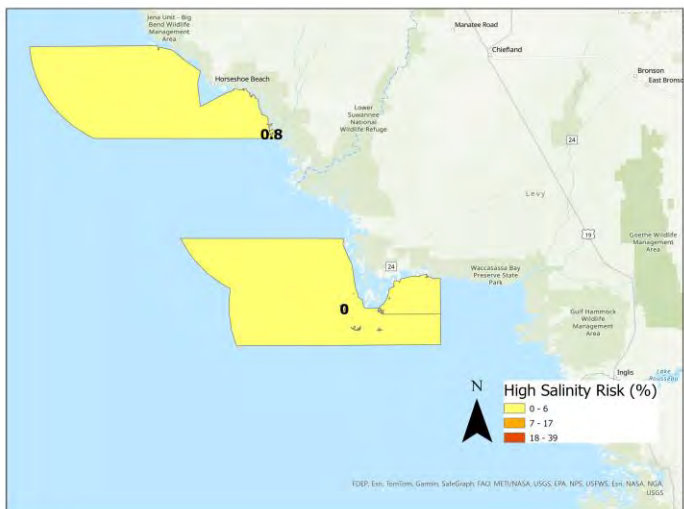 Jena Unit - Big
Bend Wildlife
Management
Area
Manatee Road
Chiefland
Bronson
East Bronson
Horseshoe Beach
Lower
Suwannee
National
Wildlife Refuge
24
0.8
Levy
19
Goethe Wildlife
Management
Area
24
Waccasassa Bay
Preserve State
Park
0
Gulf Hammock
Wildlife
Management
Area
Inglis
Lake
Rousseau
N
High Salinity Risk (%)
0 - 6
7 - 17
18 - 39
FDEP, Esri, TomTom, Garmin, SafeGraph, FAO, METI/NASA, USGS, EPA, NPS, USFWS, Esri, NASA, NGA,
USGS